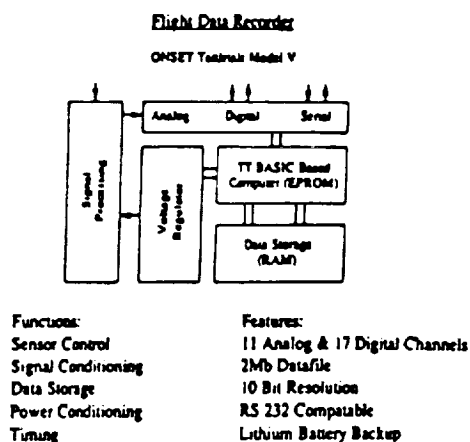 Flight Data Recorder
ONSET Tattletale Model V
Analog Digital Serial
Signal
Processing
Voltage
Regulator
TT BASIC Based
Computer (EPROM)
Data Storage
(RAM)
Functions:
Sensor Control
Signal Conditioning
Data Storage
Power Conditioning
Timing
Features:
11 Analog & 17 Digital Channels
2Mb Datafile
10 Bit Resolution
RS 232 Compatable
Lithium Battery Backup